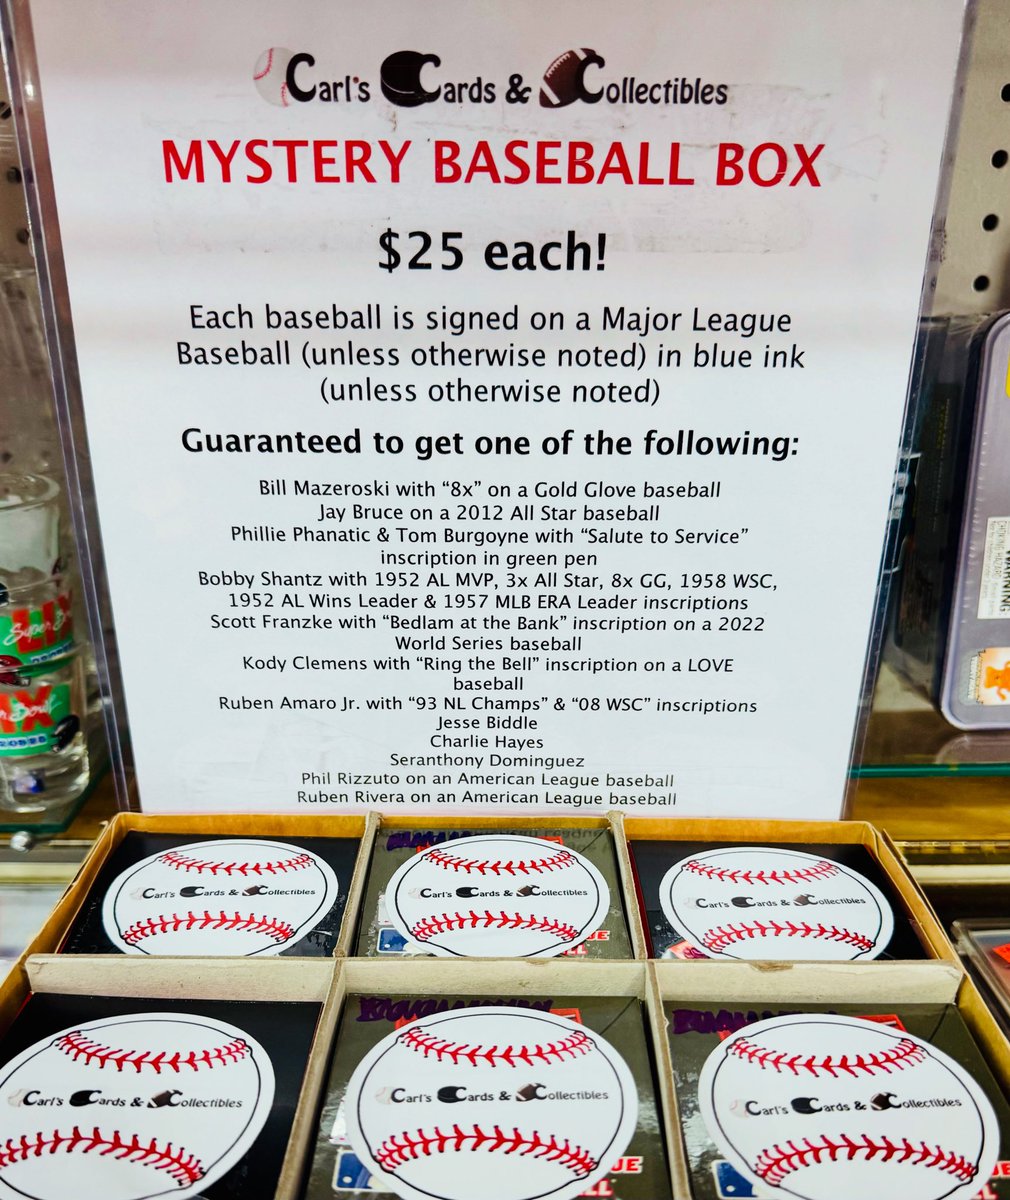 Carl's Cards & Collectibles
MYSTERY BASEBALL BOX
$25 each!
Each baseball is signed on a Major League
Baseball (unless otherwise noted) in blue ink
(unless otherwise noted)
Guaranteed to get one of the following:
Bill Mazeroski with “8x” on a Gold Glove baseball
Jay Bruce on a 2012 All Star baseball
Phillie Phanatic & Tom Burgoyne with “Salute to Service”
inscription in green pen
Bobby Shantz with 1952 AL MVP, 3x All Star, 8x GG, 1958 WSC,
1952 AL Wins Leader & 1957 MLB ERA Leader inscriptions
Scott Franzke with “Bedlam at the Bank” inscription on a 2022
World Series baseball
Kody Clemens with “Ring the Bell” inscription on a LOVE
baseball
Ruben Amaro Jr. with “93 NL Champs” & “08 WSC” inscriptions
Jesse Biddle
Charlie Hayes
Seranthony Dominguez
Phil Rizzuto on an American League baseball
Ruben Rivera on an American League baseball
Super Bowl
WARNING
Carl's Cards & Collectibles
Carl's Cards & Collectibles
Carl's Cards & Collectibles
Carl's Cards & Collectibles
Carl's Cards & Collectibles
Carl's Cards & Collectibles